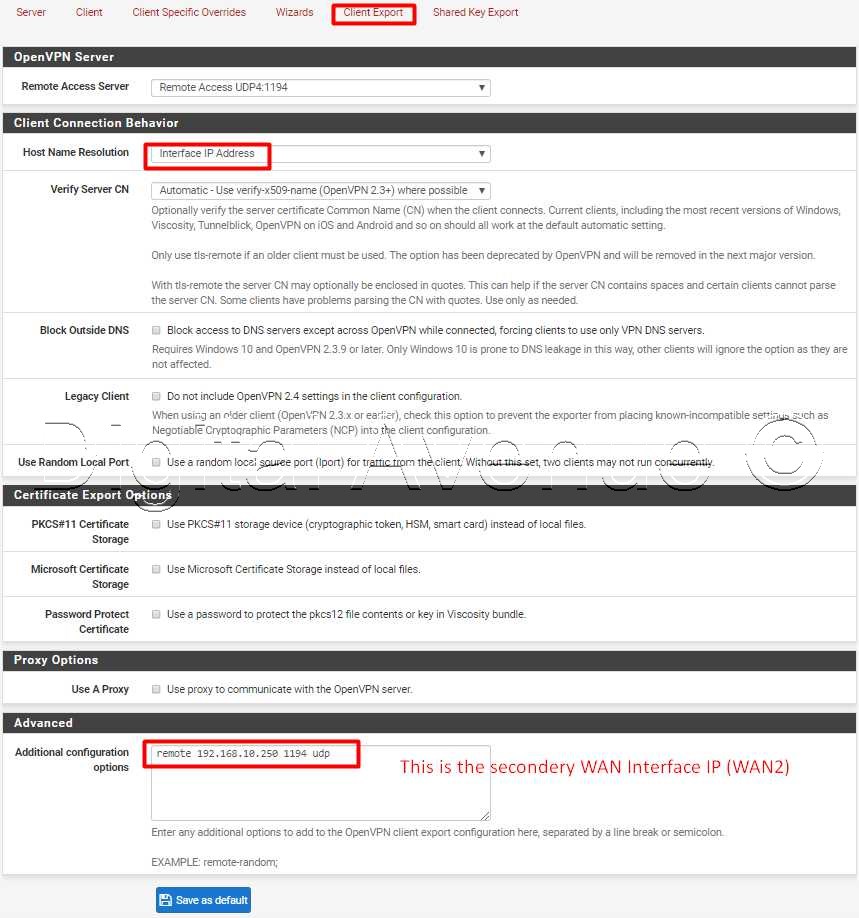 Server Client Client Specific Overrides Wizards Client Export Shared Key Export
OpenVPN Server
Remote Access Server Remote Access UDP4:1194
Client Connection Behavior
Host Name Resolution Interface IP Address
Verify Server CN Automatic - Use verify-x509-name (OpenVPN 2.3+) where possible
Optionally verify the server certificate Common Name (CN) when the client connects. Current clients, including the most recent versions of Windows,
Viscosity, Tunnelblick, OpenVPN on iOS and Android and so on should all work at the default automatic setting.
Only use tls-remote if an older client must be used. The option has been deprecated by OpenVPN and will be removed in the next major version.
With tls-remote the server CN may optionally be enclosed in quotes. This can help if the server CN contains spaces and certain clients cannot parse
the server CN. Some clients have problems parsing the CN with quotes. Use only as needed.
Block Outside DNS Block access to DNS servers except across OpenVPN while connected, forcing clients to use only VPN DNS servers.
Requires Windows 10 and OpenVPN 2.3.9 or later. Only Windows 10 is prone to DNS leakage in this way, other clients will ignore the option as they are
not affected.
Legacy Client Do not include OpenVPN 2.4 settings in the client configuration.
When using an older client (OpenVPN 2.3.x or earlier), check this option to prevent the exporter from placing known-incompatible settings such as
Negotiable Cryptographic Parameters (NCP) into the client configuration.
Digital Avenue ©
Use Random Local Port Use a random local source port (lport) for traffic from the client. Without this set, two clients may not run concurrently.
Certificate Export Options
PKCS#11 Certificate Storage Use PKCS#11 storage device (cryptographic token, HSM, smart card) instead of local files.
Microsoft Certificate Storage Use Microsoft Certificate Storage instead of local files.
Password Protect Certificate Use a password to protect the pkcs12 file contents or key in Viscosity bundle.
Proxy Options
Use A Proxy Use proxy to communicate with the OpenVPN server.
Advanced
Additional configuration options remote 192.168.10.250 1194 udp
This is the secondery WAN Interface IP (WAN2)
Enter any additional options to add to the OpenVPN client export configuration here, separated by a line break or semicolon.
EXAMPLE: remote-random;
Save as default